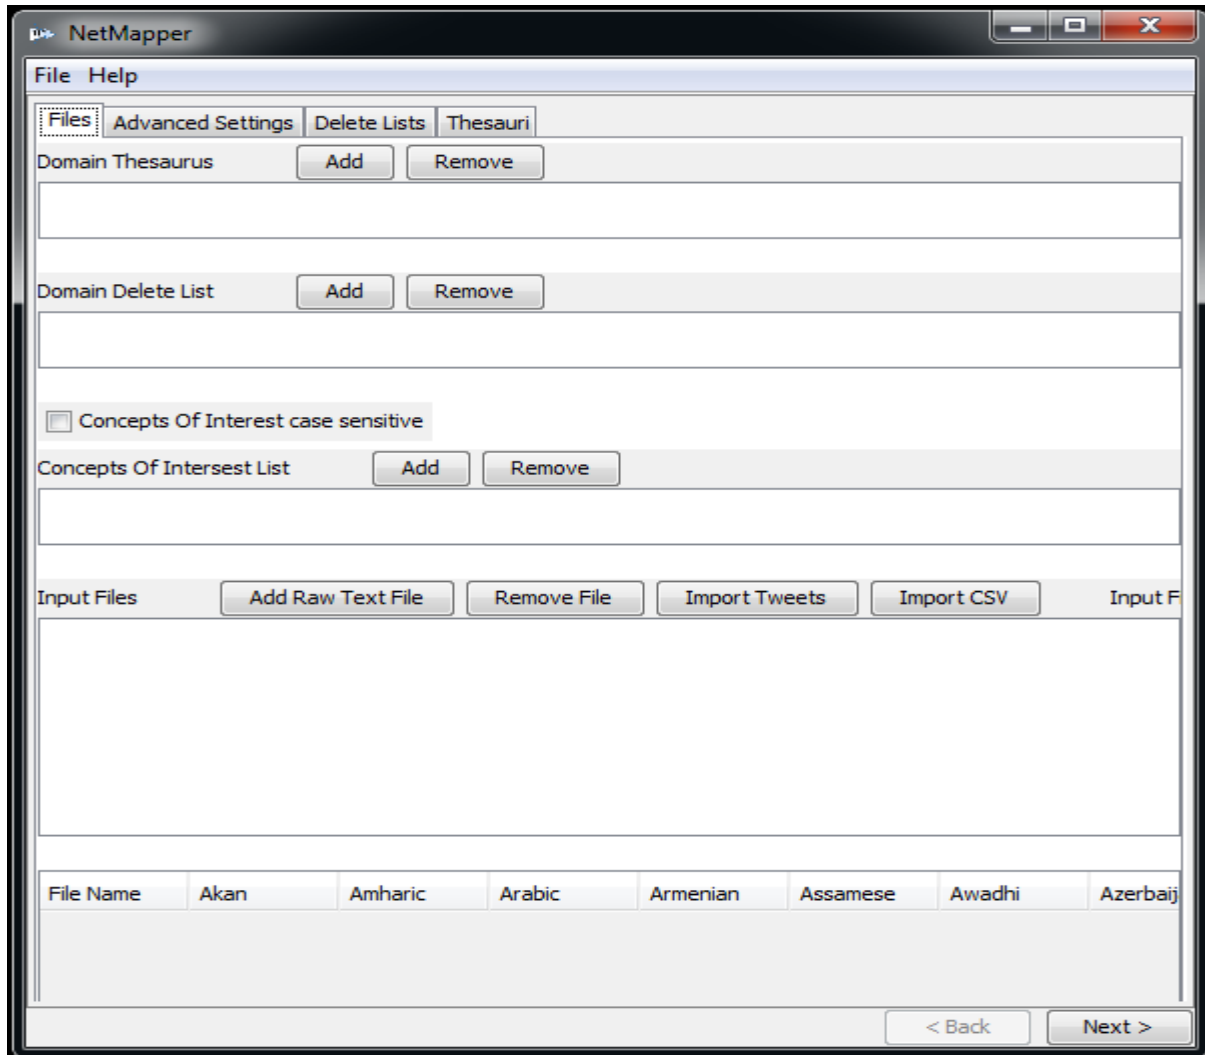 NetMapper
File Help
Files Advanced Settings Delete Lists Thesauri
Domain Thesaurus Add Remove
Domain Delete List Add Remove
Concepts Of Interest case sensitive
Concepts Of Intersest List Add Remove
Input Files Add Raw Text File Remove File Import Tweets Import CSV Input
File Name Akan Amharic Arabic Armenian Assamese Awadhi Azerbaij
< Back Next >